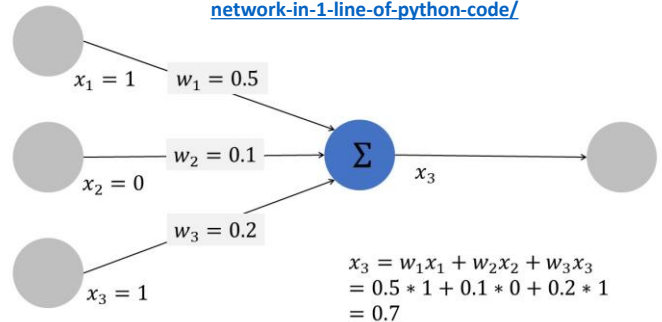 network-in-1-line-of-python-code/
x₁ = 1
w₁ = 0.5
w₂ = 0.1
Σ
x₃
x₂ = 0
w₃ = 0.2
x₃ = 1
x₃ = w₁x₁ + w₂x₂ + w₃x₃
= 0.5 * 1 + 0.1 * 0 + 0.2 * 1
= 0.7